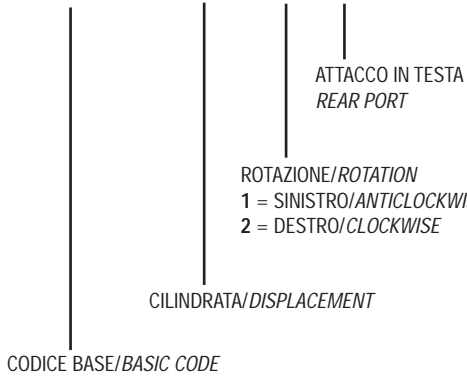 ATTACCO IN TESTA
REAR PORT
ROTAZIONE/ROTATION
1 = SINISTRO/ANTICLOCKWI
2 = DESTRO/CLOCKWISE
CILINDRATA/DISPLACEMENT
CODICE BASE/BASIC CODE